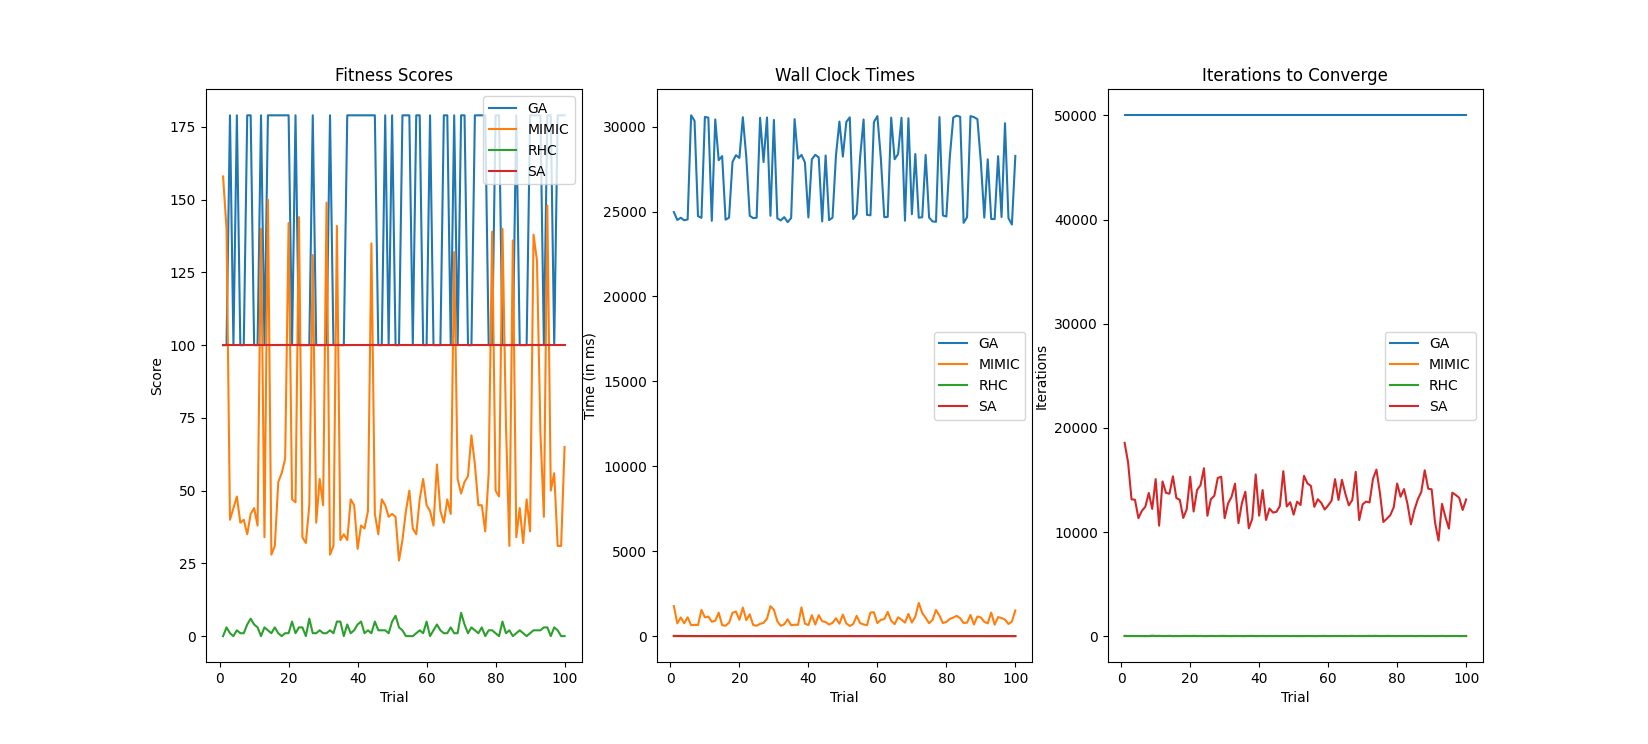 Fitness Scores
175
150
125
100
75
50
25
0
Score
0 20 40 60 80 100
Trial
GA
MIMIC
RHC
SA
Wall Clock Times
30000
25000
20000
15000
10000
5000
0
Time (in ms)
0 20 40 60 80 100
Trial
GA
MIMIC
RHC
SA
Iterations to Converge
50000
40000
30000
20000
10000
0
Iterations
0 20 40 60 80 100
Trial
GA
MIMIC
RHC
SA